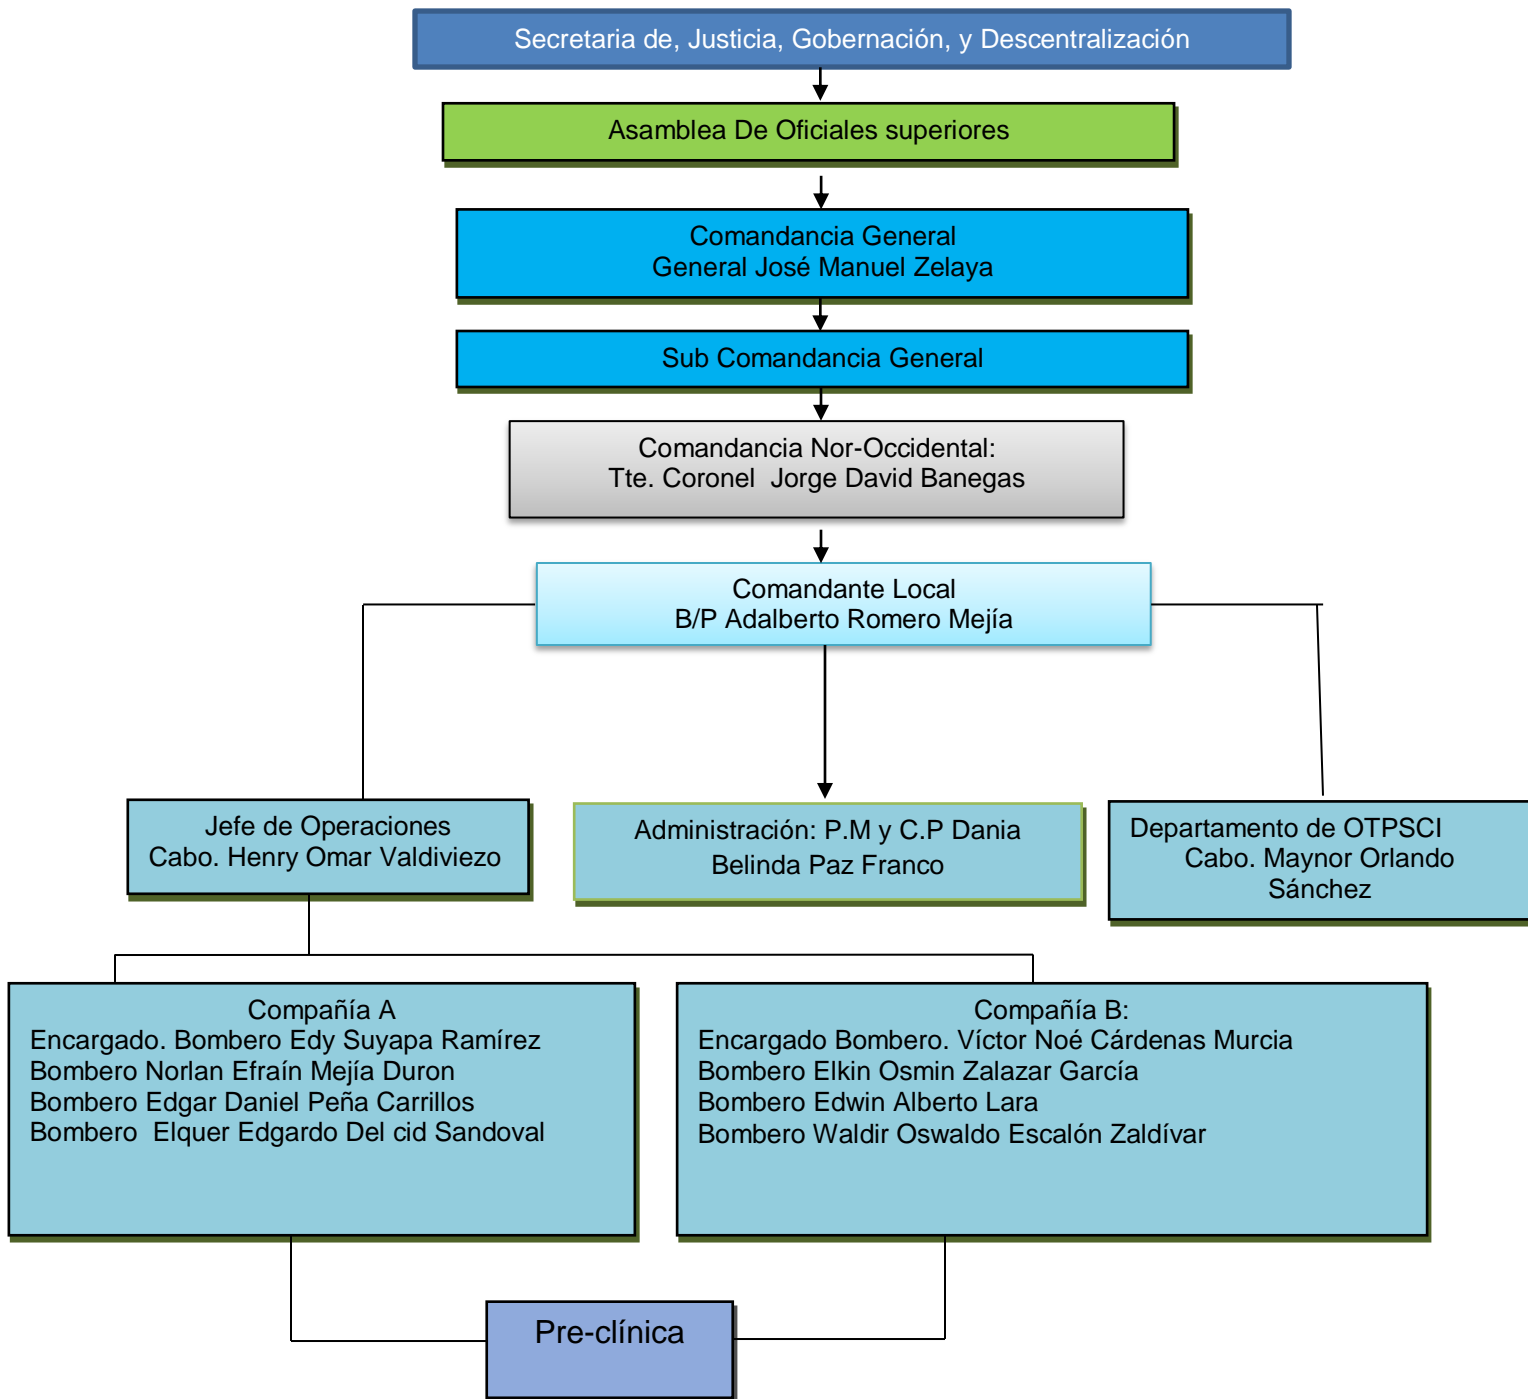 Secretaria de, Justicia, Gobernación, y Descentralización
Asamblea De Oficiales superiores
Comandancia General
General José Manuel Zelaya
Sub Comandancia General
Comandancia Nor-Occidental:
Tte. Coronel  Jorge David Banegas
Comandante Local
B/P Adalberto Romero Mejía
Jefe de Operaciones
Cabo. Henry Omar Valdiviezo
Administración: P.M y C.P Dania
Belinda Paz Franco
Departamento de OTPSCI
Cabo. Maynor Orlando
Sánchez
Compañía A
Encargado. Bombero Edy Suyapa Ramírez
Bombero Norlan Efraín Mejía Duron
Bombero Edgar Daniel Peña Carrillos
Bombero  Elquer Edgardo Del cid Sandoval
Compañía B:
Encargado Bombero. Víctor Noé Cárdenas Murcia
Bombero Elkin Osmin Zalazar García
Bombero Edwin Alberto Lara
Bombero Waldir Oswaldo Escalón Zaldívar
Pre-clínica